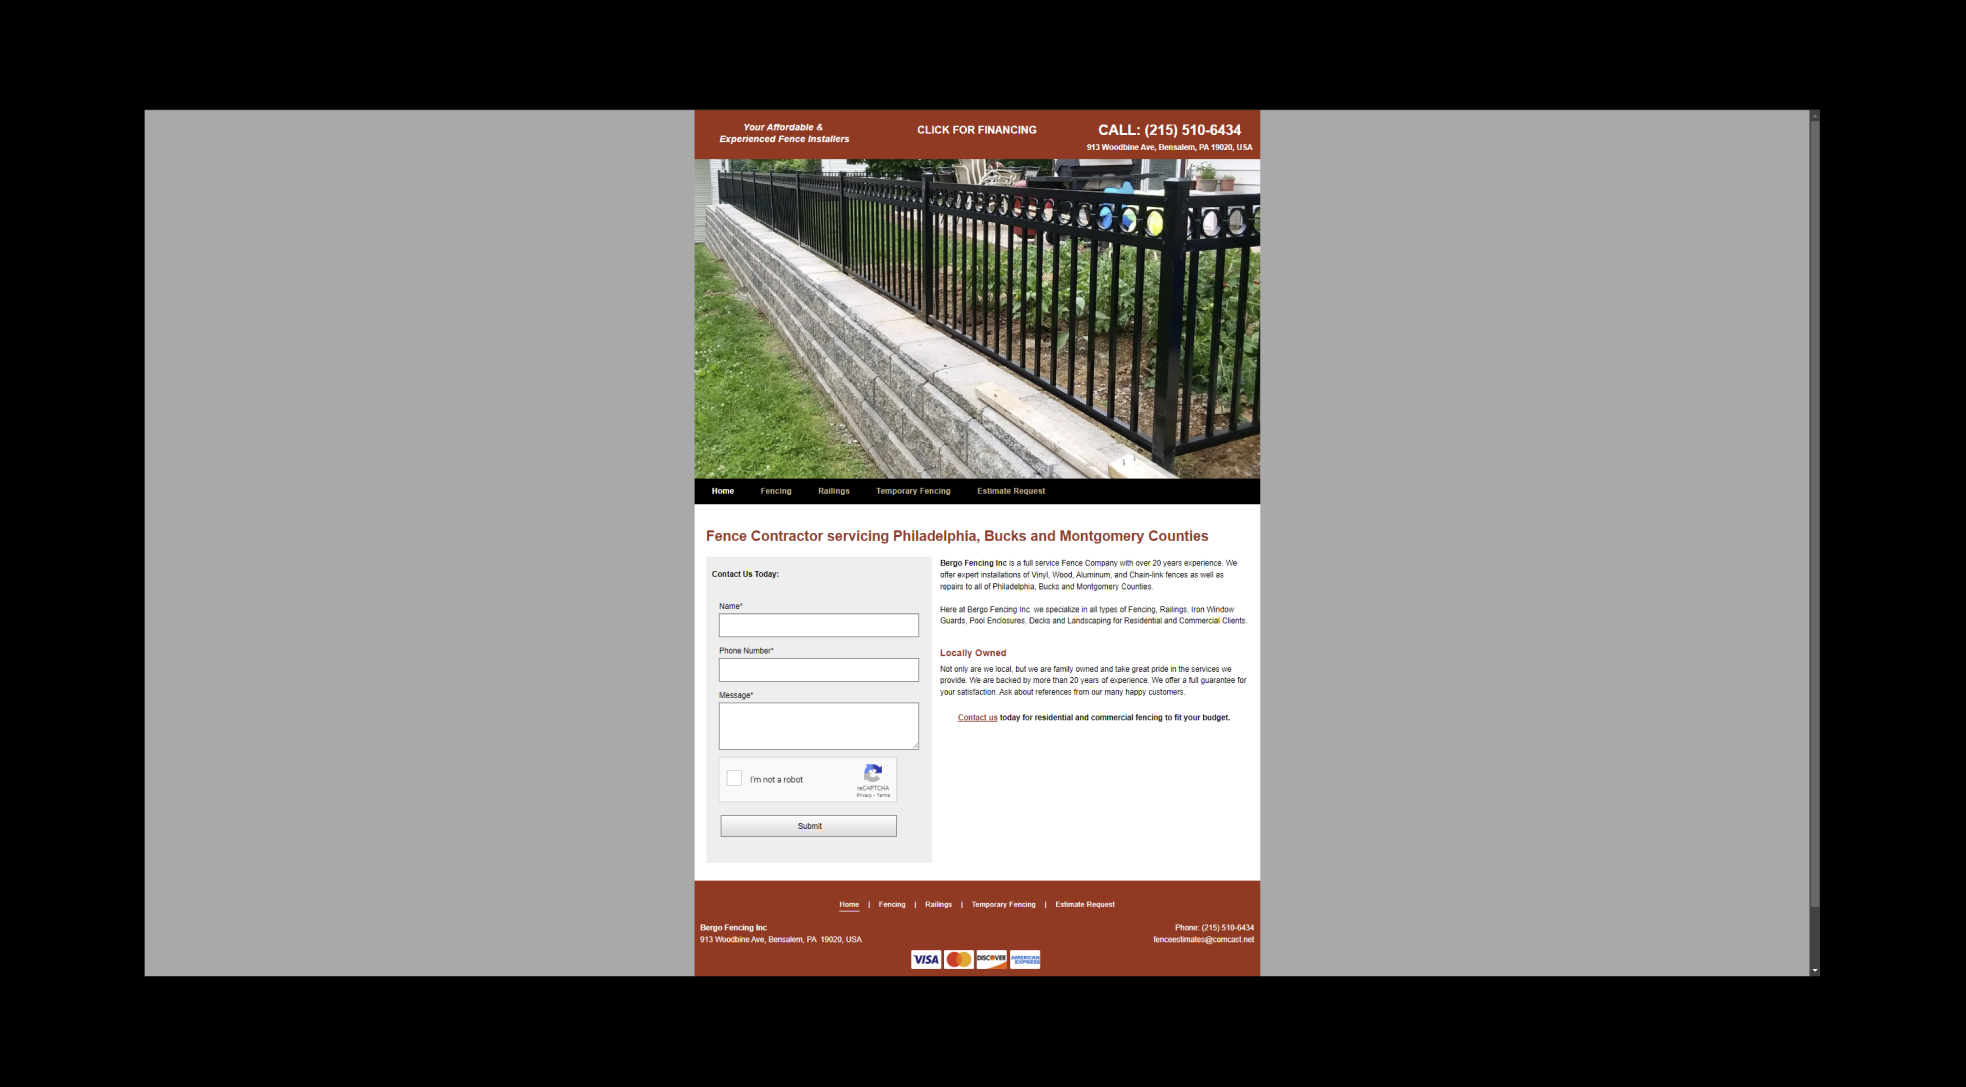 Your Affordable &
Experienced Fence Installers
CLICK FOR FINANCING
CALL: (215) 510-6434
913 Woodbine Ave, Bensalem, PA 19020, USA
Home
Fencing
Railings
Temporary Fencing
Estimate Request
Fence Contractor servicing Philadelphia, Bucks and Montgomery Counties
Contact Us Today:
Name*
Phone Number*
Message*
I'm not a robot
reCAPTCHA
Privacy - Terms
Submit
Bergo Fencing Inc is a full service Fence Company with over 20 years experience. We
offer expert installations of Vinyl, Wood, Aluminum, and Chain-link fences as well as
repairs to all of Philadelphia, Bucks and Montgomery Counties.
Here at Bergo Fencing Inc. we specialize in all types of Fencing, Railings, Iron Window
Guards, Pool Enclosures, Decks and Landscaping for Residential and Commercial Clients.
Locally Owned
Not only are we local, but we are family owned and take great pride in the services we
provide. We are backed by more than 20 years of experience. We offer a full guarantee for
your satisfaction. Ask about references from our many happy customers.
Contact us today for residential and commercial fencing to fit your budget.
Home | Fencing | Railings | Temporary Fencing | Estimate Request
Bergo Fencing Inc
913 Woodbine Ave, Bensalem, PA 19020, USA
Phone: (215) 510-6434
fenceestimates@comcast.net
VISA
DISCOVER
AMERICAN EXPRESS